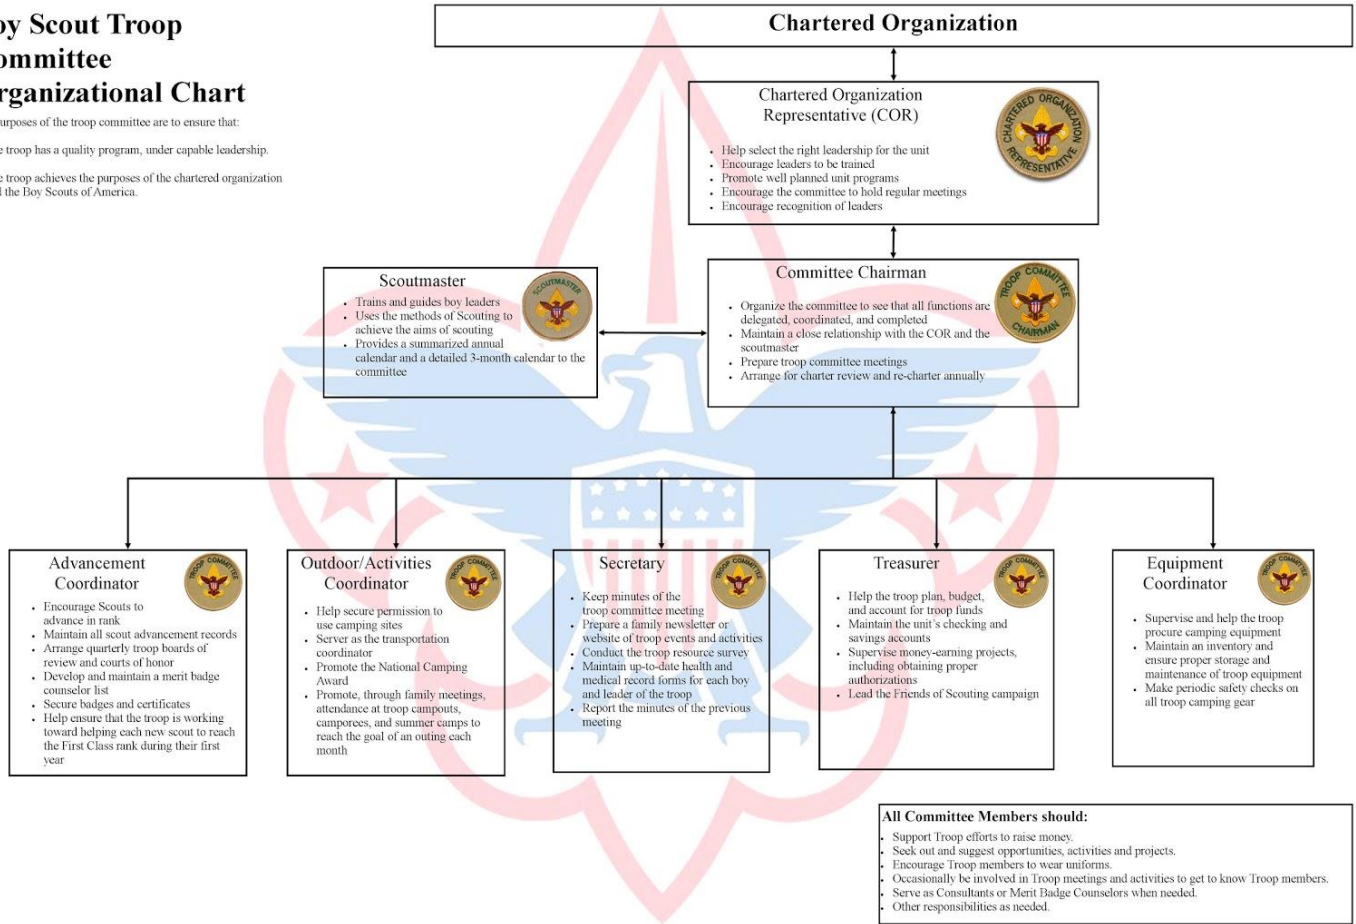 oy Scout Troop
ommittee
rganizational Chart
urposes of the troop committee are to ensure that:
e troop has a quality program, under capable leadership.
e troop achieves the purposes of the chartered organization
d the Boy Scouts of America.
Chartered Organization
Chartered Organization
Representative (COR)
• Help select the right leadership for the unit
• Encourage leaders to be trained
• Promote well planned unit programs
• Encourage the committee to hold regular meetings
• Encourage recognition of leaders
CHARTERED ORGANIZATION
REPRESENTATIVE
Scoutmaster
• Trains and guides boy leaders
• Uses the methods of Scouting to
achieve the aims of scouting
• Provides a summarized annual
calendar and a detailed 3-month calendar to the
committee
SCOUTMASTER
Committee Chairman
• Organize the committee to see that all functions are
delegated, coordinated, and completed
• Maintain a close relationship with the COR and the
scoutmaster
• Prepare troop committee meetings
• Arrange for charter review and re-charter annually
TROOP COMMITTEE
CHAIRMAN
Advancement
Coordinator
• Encourage Scouts to
advance in rank
• Maintain all scout advancement records
• Arrange quarterly troop boards of
review and courts of honor
• Develop and maintain a merit badge
counselor list
• Secure badges and certificates
• Help ensure that the troop is working
toward helping each new scout to reach
the First Class rank during their first
year
TROOP COMMITTEE
Outdoor/Activities
Coordinator
• Help secure permission to
use camping sites
• Server as the transportation
coordinator
• Promote the National Camping
Award
• Promote, through family meetings,
attendance at troop campouts,
camporees, and summer camps to
reach the goal of an outing each
month
TROOP COMMITTEE
Secretary
• Keep minutes of the
troop committee meeting
• Prepare a family newsletter or
website of troop events and activities
• Conduct the troop resource survey
• Maintain up-to-date health and
medical record forms for each boy
and leader of the troop
• Report the minutes of the previous
meeting
TROOP COMMITTEE
Treasurer
• Help the troop plan, budget,
and account for troop funds
• Maintain the unit's checking and
savings accounts
• Supervise money-earning projects,
including obtaining proper
authorizations
• Lead the Friends of Scouting campaign
TROOP COMMITTEE
Equipment
Coordinator
• Supervise and help the troop
procure camping equipment
• Maintain an inventory and
ensure proper storage and
maintenance of troop equipment
• Make periodic safety checks on
all troop camping gear
TROOP COMMITTEE
All Committee Members should:
• Support Troop efforts to raise money.
• Seek out and suggest opportunities, activities and projects.
• Encourage Troop members to wear uniforms.
• Occasionally be involved in Troop meetings and activities to get to know Troop members.
• Serve as Consultants or Merit Badge Counselors when needed.
• Other responsibilities as needed.